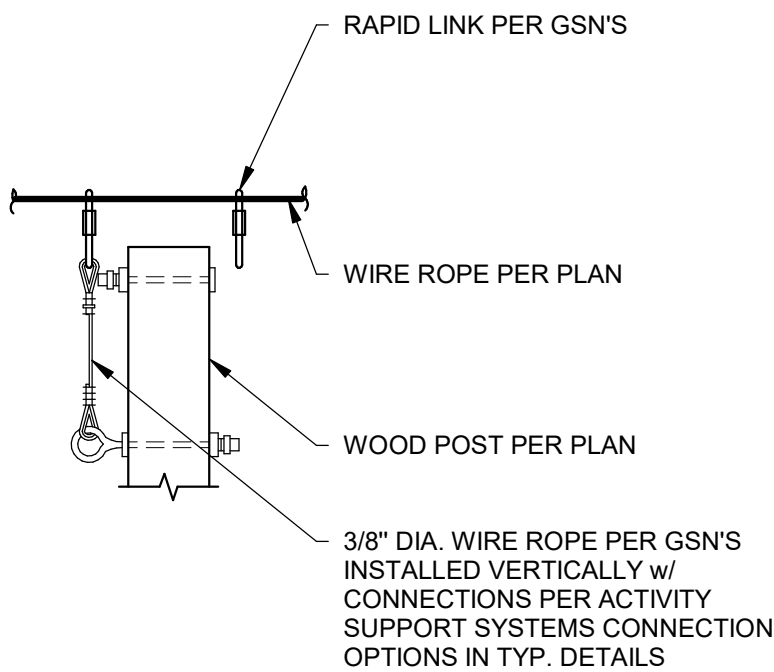 RAPID LINK PER GSN'S
WIRE ROPE PER PLAN
WOOD POST PER PLAN
3/8" DIA. WIRE ROPE PER GSN'S
INSTALLED VERTICALLY w/
CONNECTIONS PER ACTIVITY
SUPPORT SYSTEMS CONNECTION
OPTIONS IN TYP. DETAILS